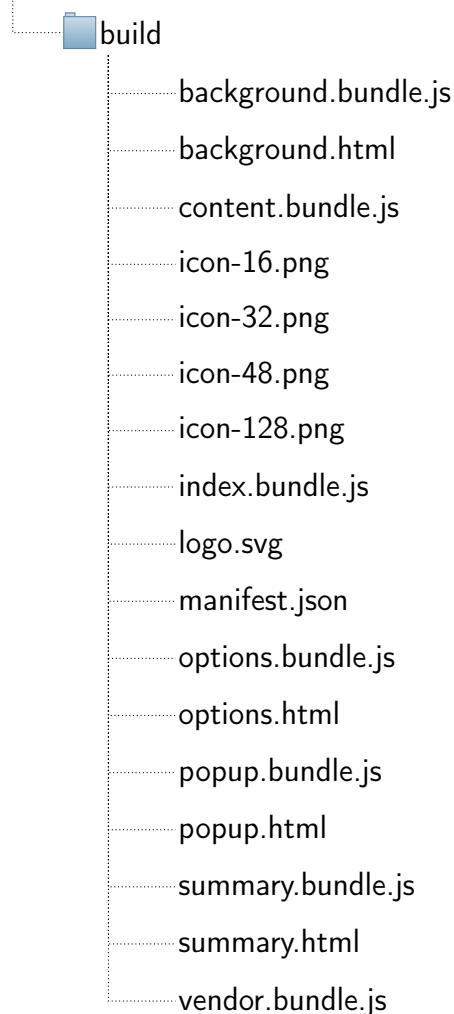 build
background.bundle.js
background.html
content.bundle.js
icon-16.png
icon-32.png
icon-48.png
icon-128.png
index.bundle.js
logo.svg
manifest.json
options.bundle.js
options.html
popup.bundle.js
popup.html
summary.bundle.js
summary.html
vendor.bundle.js